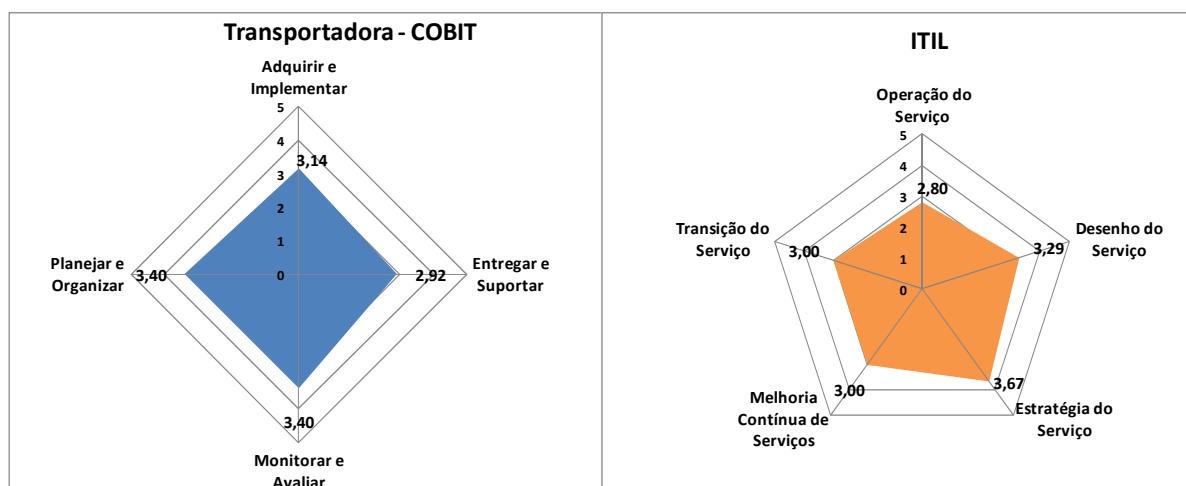 Transportadora - COBIT
Adquirir e
Implementar
5
4
3,14
3
2
1
0
Planejar e
Organizar
3,40
2,92
Entregar e
Suportar
3,40
Monitorar e
Avaliar
ITIL
Operação do
Serviço
5
4
3
2,80
2
1
0
Transição do
Serviço
3,00
3,29
Desenho do
Serviço
Melhoria
Contínua de
Serviços
3,00
3,67
Estratégia do
Serviço